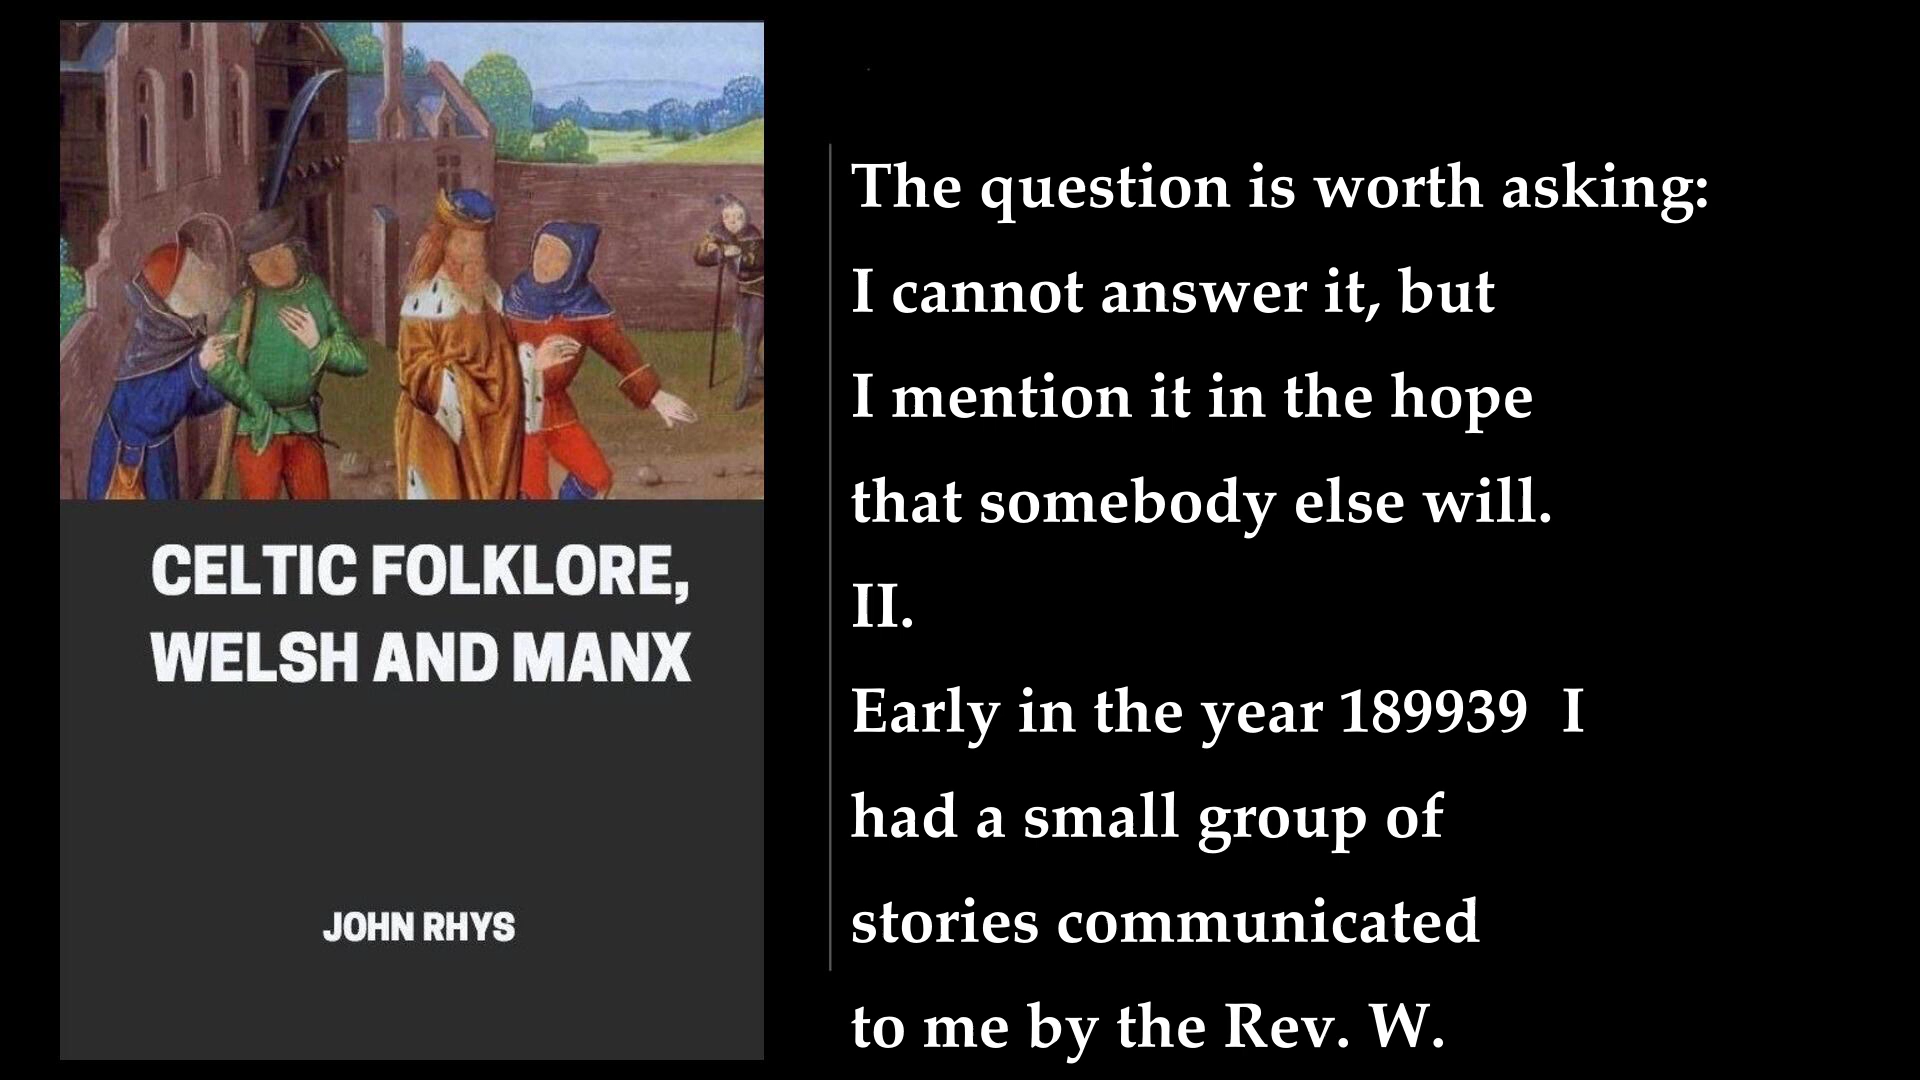 CELTIC FOLKLORE,
WELSH AND MANX
JOHN RHYS
The question is worth asking:
I cannot answer it, but
I mention it in the hope
that somebody else will.
II.
Early in the year 189939  I
had a small group of
stories communicated
to me by the Rev. W.